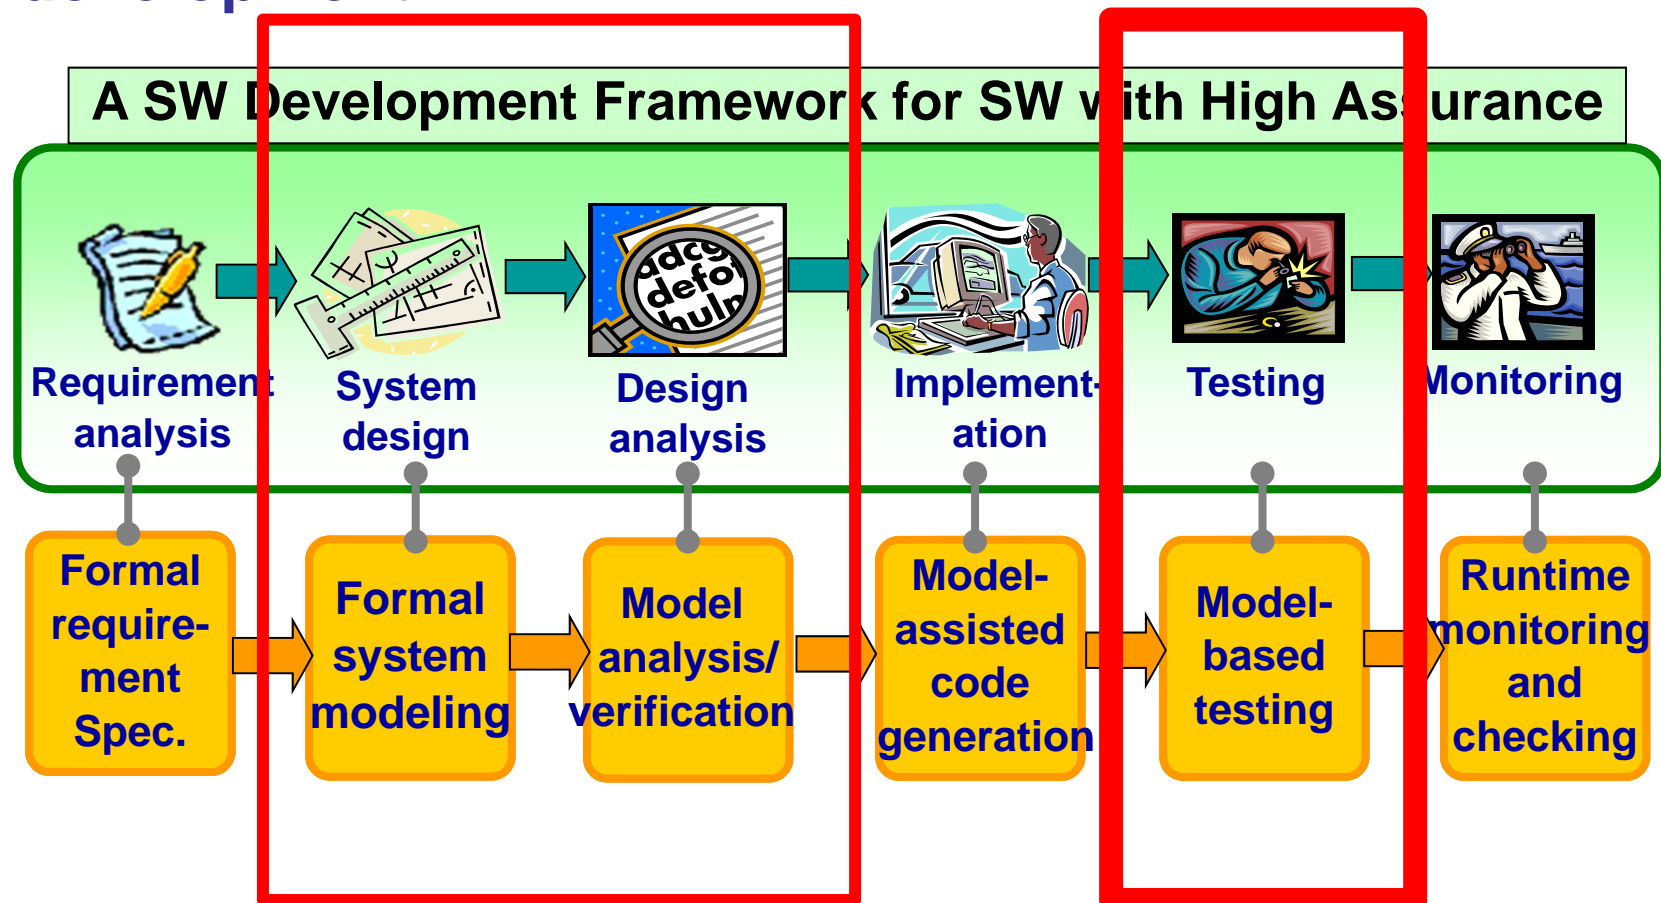 A SW Development Framework for SW with High Assurance
Requirement
analysis
System
design
Design
analysis
Implement-
ation
Testing
Monitoring
Formal
require-
ment
Spec.
Formal
system
modeling
Model
analysis/
verification
Model-
assisted
code
generation
Model-
based
testing
Runtime
monitoring
and
checking